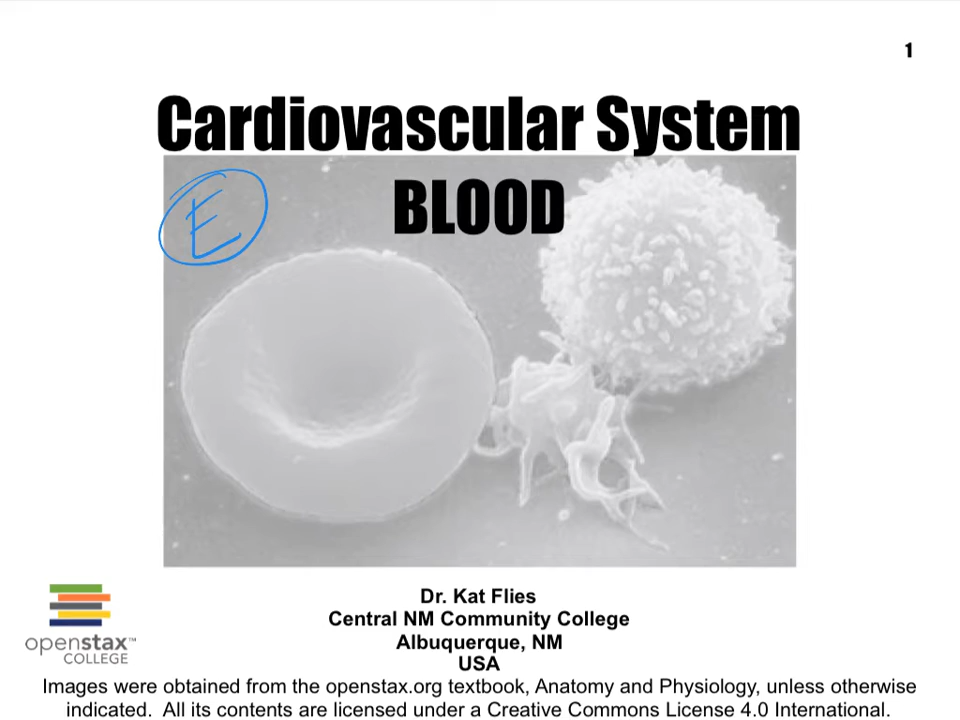 1
Cardiovascular System
BLOOD
E
openstax™
COLLEGE
Dr. Kat Flies
Central NM Community College
Albuquerque, NM
USA
Images were obtained from the openstax.org textbook, Anatomy and Physiology, unless otherwise
indicated.  All its contents are licensed under a Creative Commons License 4.0 International.